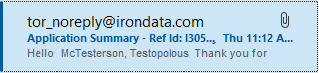 tor_noreply@irondata.com
Application Summary - Ref Id: I305..., Thu 11:12 A...
Hello McTesterson, Testopolous Thank you for